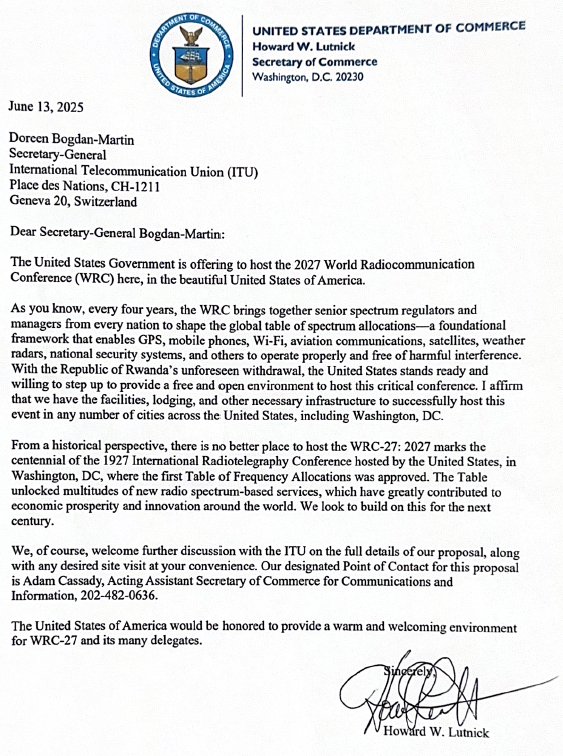 DEPARTMENT OF COMMERCE
UNITED STATES OF AMERICA
UNITED STATES DEPARTMENT OF COMMERCE
Howard W. Lutnick
Secretary of Commerce
Washington, D.C. 20230
June 13, 2025
Doreen Bogdan-Martin
Secretary-General
International Telecommunication Union (ITU)
Place des Nations, CH-1211
Geneva 20, Switzerland
Dear Secretary-General Bogdan-Martin:
The United States Government is offering to host the 2027 World Radiocommunication
Conference (WRC) here, in the beautiful United States of America.
As you know, every four years, the WRC brings together senior spectrum regulators and
managers from every nation to shape the global table of spectrum allocations—a foundational
framework that enables GPS, mobile phones, Wi-Fi, aviation communications, satellites, weather
radars, national security systems, and others to operate properly and free of harmful interference.
With the Republic of Rwanda's unforeseen withdrawal, the United States stands ready and
willing to step up to provide a free and open environment to host this critical conference. I affirm
that we have the facilities, lodging, and other necessary infrastructure to successfully host this
event in any number of cities across the United States, including Washington, DC.
From a historical perspective, there is no better place to host the WRC-27: 2027 marks the
centennial of the 1927 International Radiotelegraphy Conference hosted by the United States, in
Washington, DC, where the first Table of Frequency Allocations was approved. The Table
unlocked multitudes of new radio spectrum-based services, which have greatly contributed to
economic prosperity and innovation around the world. We look to build on this for the next
century.
We, of course, welcome further discussion with the ITU on the full details of our proposal, along
with any desired site visit at your convenience. Our designated Point of Contact for this proposal
is Adam Cassady, Acting Assistant Secretary of Commerce for Communications and
Information, 202-482-0636.
The United States of America would be honored to provide a warm and welcoming environment
for WRC-27 and its many delegates.
Sincerely,
Howard W. Lutnick